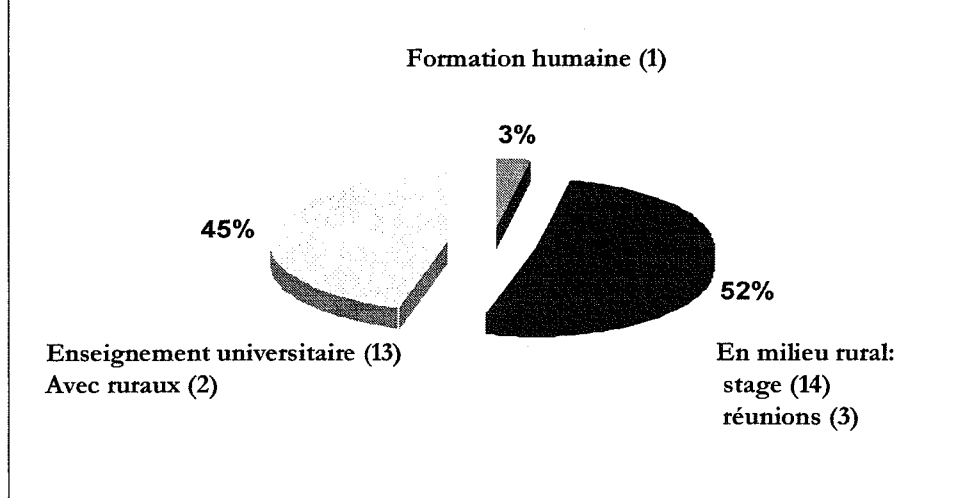 Formation humaine (1)
3%
45%
52%
Enseignement universitaire (13)
Avec ruraux (2)
En milieu rural:
stage (14)
réunions (3)